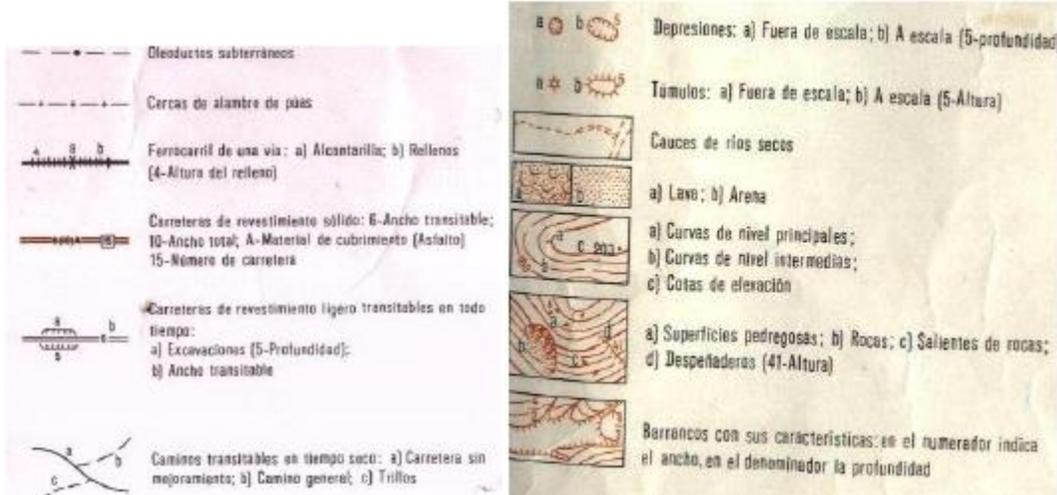 Oleoductos subterráneos
Cercas de alambre de púas
Ferrocarril de una vía: a) Alcantarilla; b) Rellenos
(4-Altura del relleno)
Carreteras de revestimiento sólido: 6-Ancho transitable;
10-Ancho total; A-Material de cubrimiento (Asfalto)
15-Número de carretera
Carreteras de revestimiento ligero transitables en todo
tiempo:
a) Excavaciones (5-Profundidad);
b) Ancho transitable
a
b
c
Caminos transitables en tiempo seco: a) Carretera sin
mejoramiento; b) Camino general; c) Trillos
a b 5
Depresiones: a) Fuera de escala; b) A escala (5-profundidad
a b 5
Túmulos: a) Fuera de escala; b) A escala (5-Altura)
Cauces de ríos secos
a) Lava; b) Arena
a) Curvas de nivel principales;
b) Curvas de nivel intermedias;
c) Cotas de elevación
a) Superficies pedregosas; b) Rocas; c) Salientes de rocas;
d) Despeñaderos (41-Altura)
Barrancos con sus características: en el numerador indica
el ancho, en el denominador la profundidad